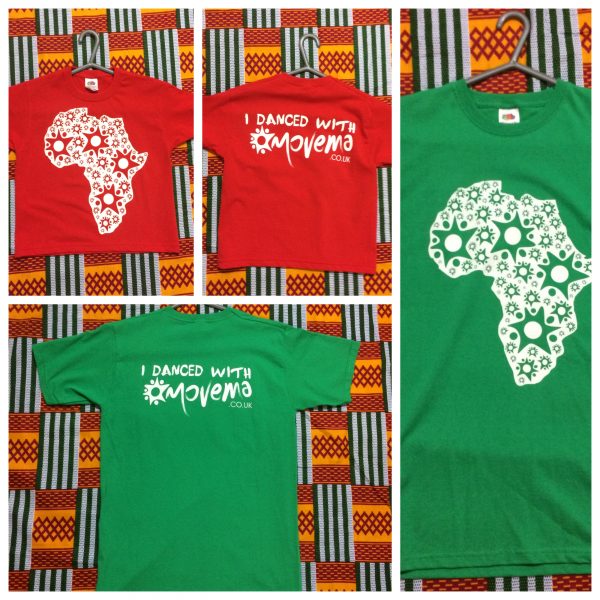 I DANCED WITH
movema
.CO.UK
I DANCED WITH
movema
.CO.UK